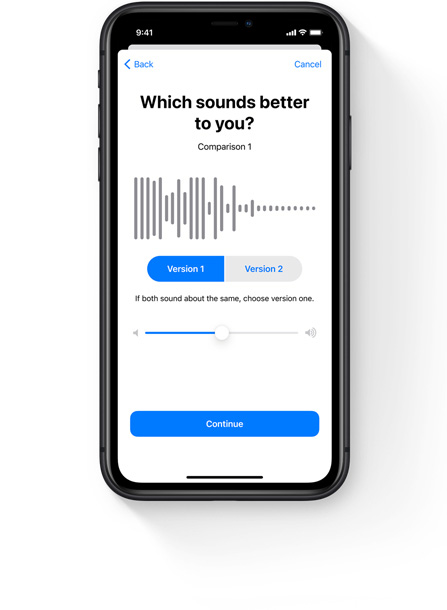 9:41
Back Cancel
Which sounds better
to you?
Comparison 1
Version 1 Version 2
If both sound about the same, choose version one.
Continue